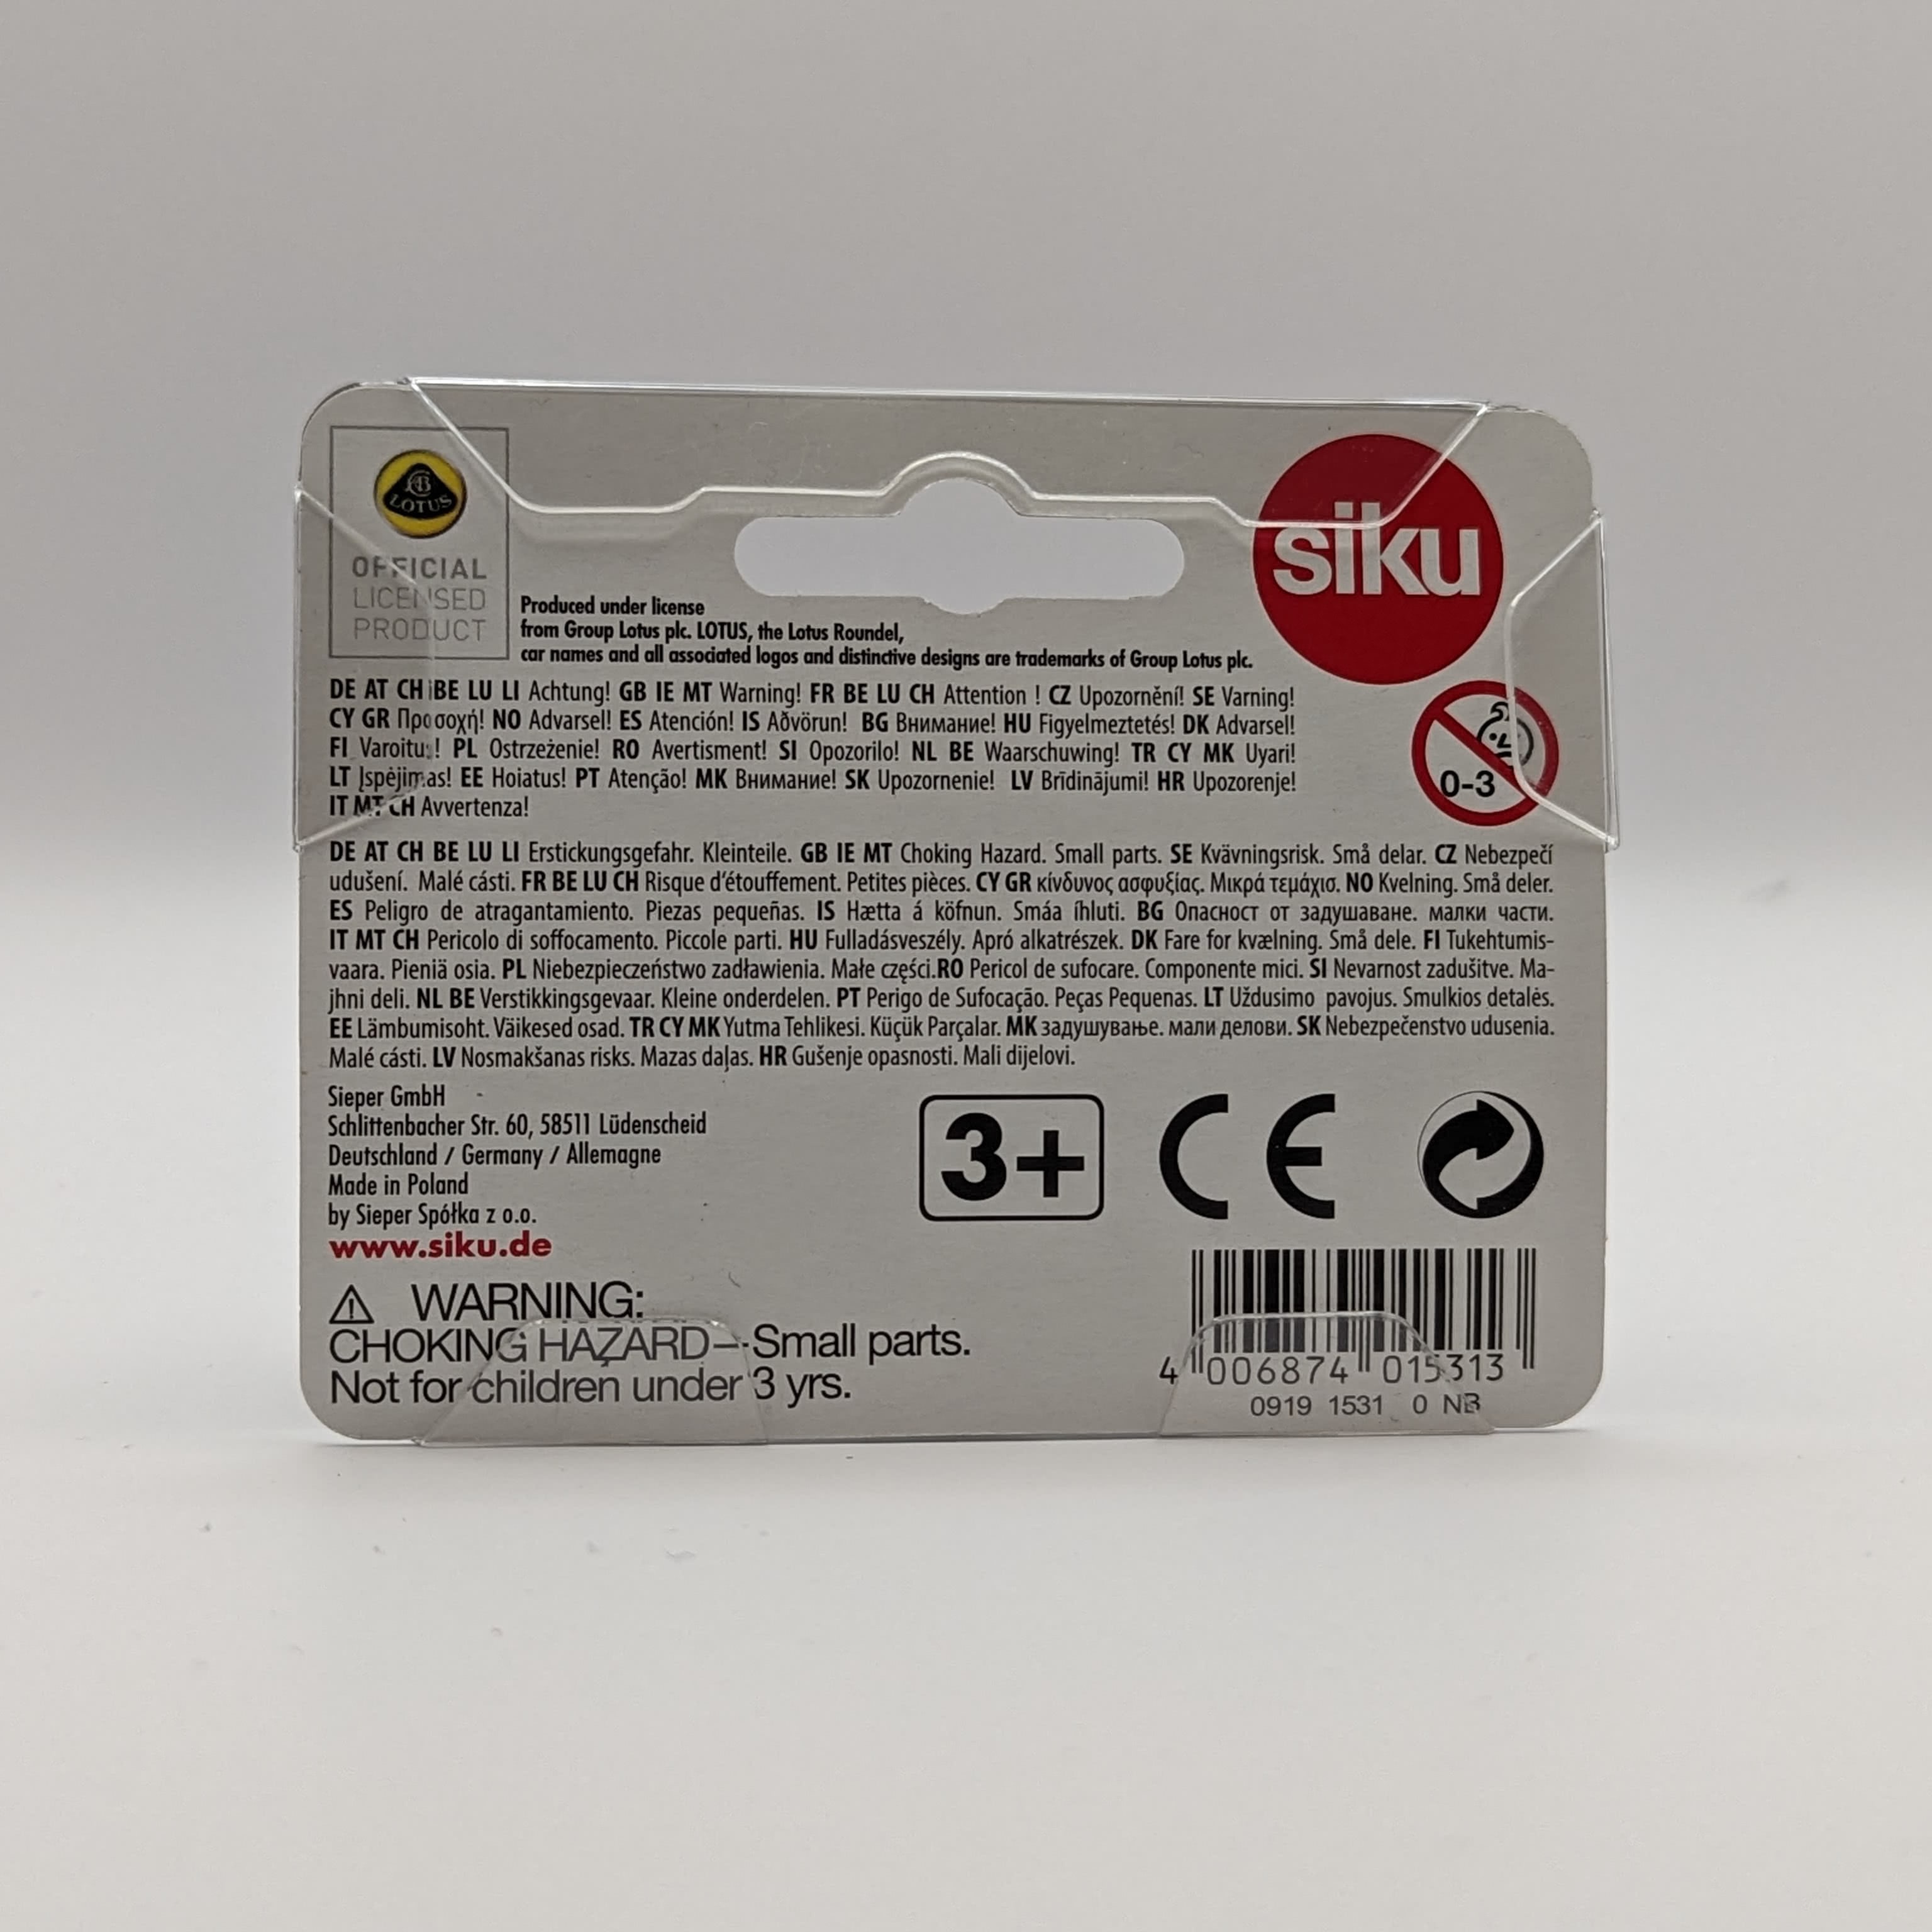 LOTUS
OFFICIAL
LICENSED
PRODUCT
siku
Produced under license
from Group Lotus plc. LOTUS, the Lotus Roundel,
car names and all associated logos and distinctive designs are trademarks of Group Lotus plc.
DE AT CH BE LU LI Achtung! GB IE MT Warning! FR BE LU CH Attention ! CZ Upozornění! SE Varning!
CY GR Προσοχή! NO Advarsel! ES Atención! IS Aðvörun! BG Внимание! HU Figyelmeztetés! DK Advarsel!
FI Varoitus! PL Ostrzeżenie! RO Avertisment! SI Opozorilo! NL BE Waarschuwing! TR CY MK Uyari!
LT Įspėjimas! EE Hoiatus! PT Atenção! MK Внимание! SK Upozornenie! LV Brīdinājumi! HR Upozorenje!
IT MT CH Avvertenza!
0-3
DE AT CH BE LU LI Erstickungsgefahr. Kleinteile. GB IE MT Choking Hazard. Small parts. SE Kvävningsrisk. Små delar. CZ Nebezpečí
udušení. Malé cásti. FR BE LU CH Risque d'étouffement. Petites pièces. CY GR κίνδυνος ασφυξίας. Μικρά τεμάχισ. NO Kvelning. Små deler.
ES Peligro de atragantamiento. Piezas pequeñas. IS Hætta á köfnun. Smáa íhluti. BG Опасност от задушаване. малки части.
IT MT CH Pericolo di soffocamento. Piccole parti. HU Fulladásveszély. Apró alkatrészek. DK Fare for kvælning. Små dele. FI Tukehtumis-
vaara. Pieniä osia. PL Niebezpieczeństwo zadławienia. Małe części.RO Pericol de sufocare. Componente mici. SI Nevarnost zadušitve. Ma-
jhni deli. NL BE Verstikkingsgevaar. Kleine onderdelen. PT Perigo de Sufocação. Peças Pequenas. LT Uždusimo pavojus. Smulkios detalės.
EE Lämbumisoht. Väikesed osad. TR CY MK Yutma Tehlikesi. Küçük Parçalar. MK задушување. мали делови. SK Nebezpečenstvo udusenia.
Malé cásti. LV Nosmakšanas risks. Mazas daļas. HR Gušenje opasnosti. Mali dijelovi.
Sieper GmbH
Schlittenbacher Str. 60, 58511 Lüdenscheid
Deutschland / Germany / Allemagne
Made in Poland
by Sieper Spółka z o.o.
www.siku.de
3+
CE
⚠ WARNING:
CHOKING HAZARD—Small parts.
Not for children under 3 yrs.
4 006874 015313
0919 1531 0 NB